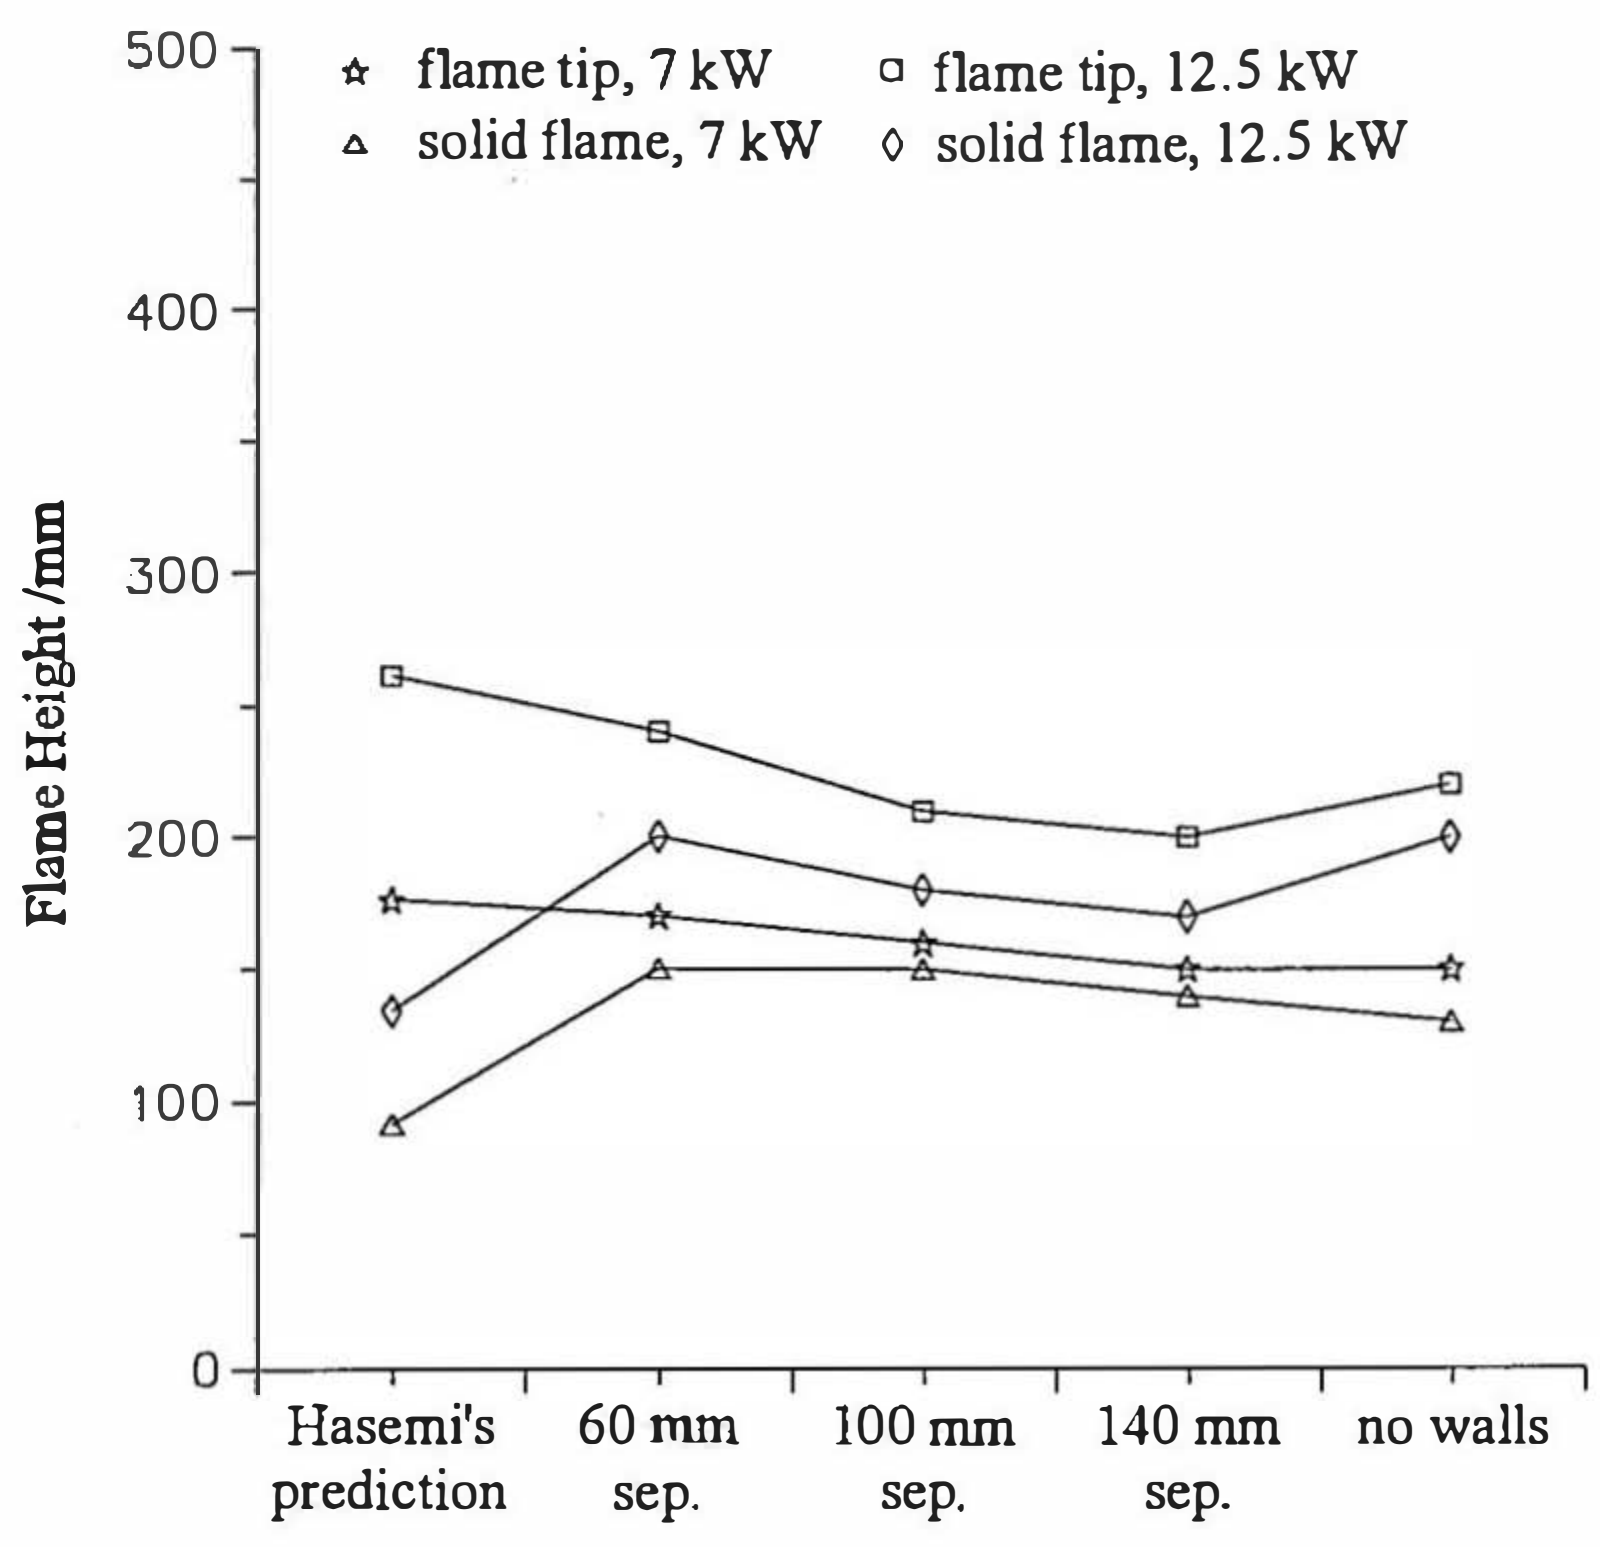 flame tip, 7 kW
flame tip, 12.5 kW
solid flame, 7 kW
solid flame, 12.5 kW
Flame Height /mm
500
400
300
200
100
0
Hasemi's
prediction
60 mm
sep.
100 mm
sep.
140 mm
sep.
no walls